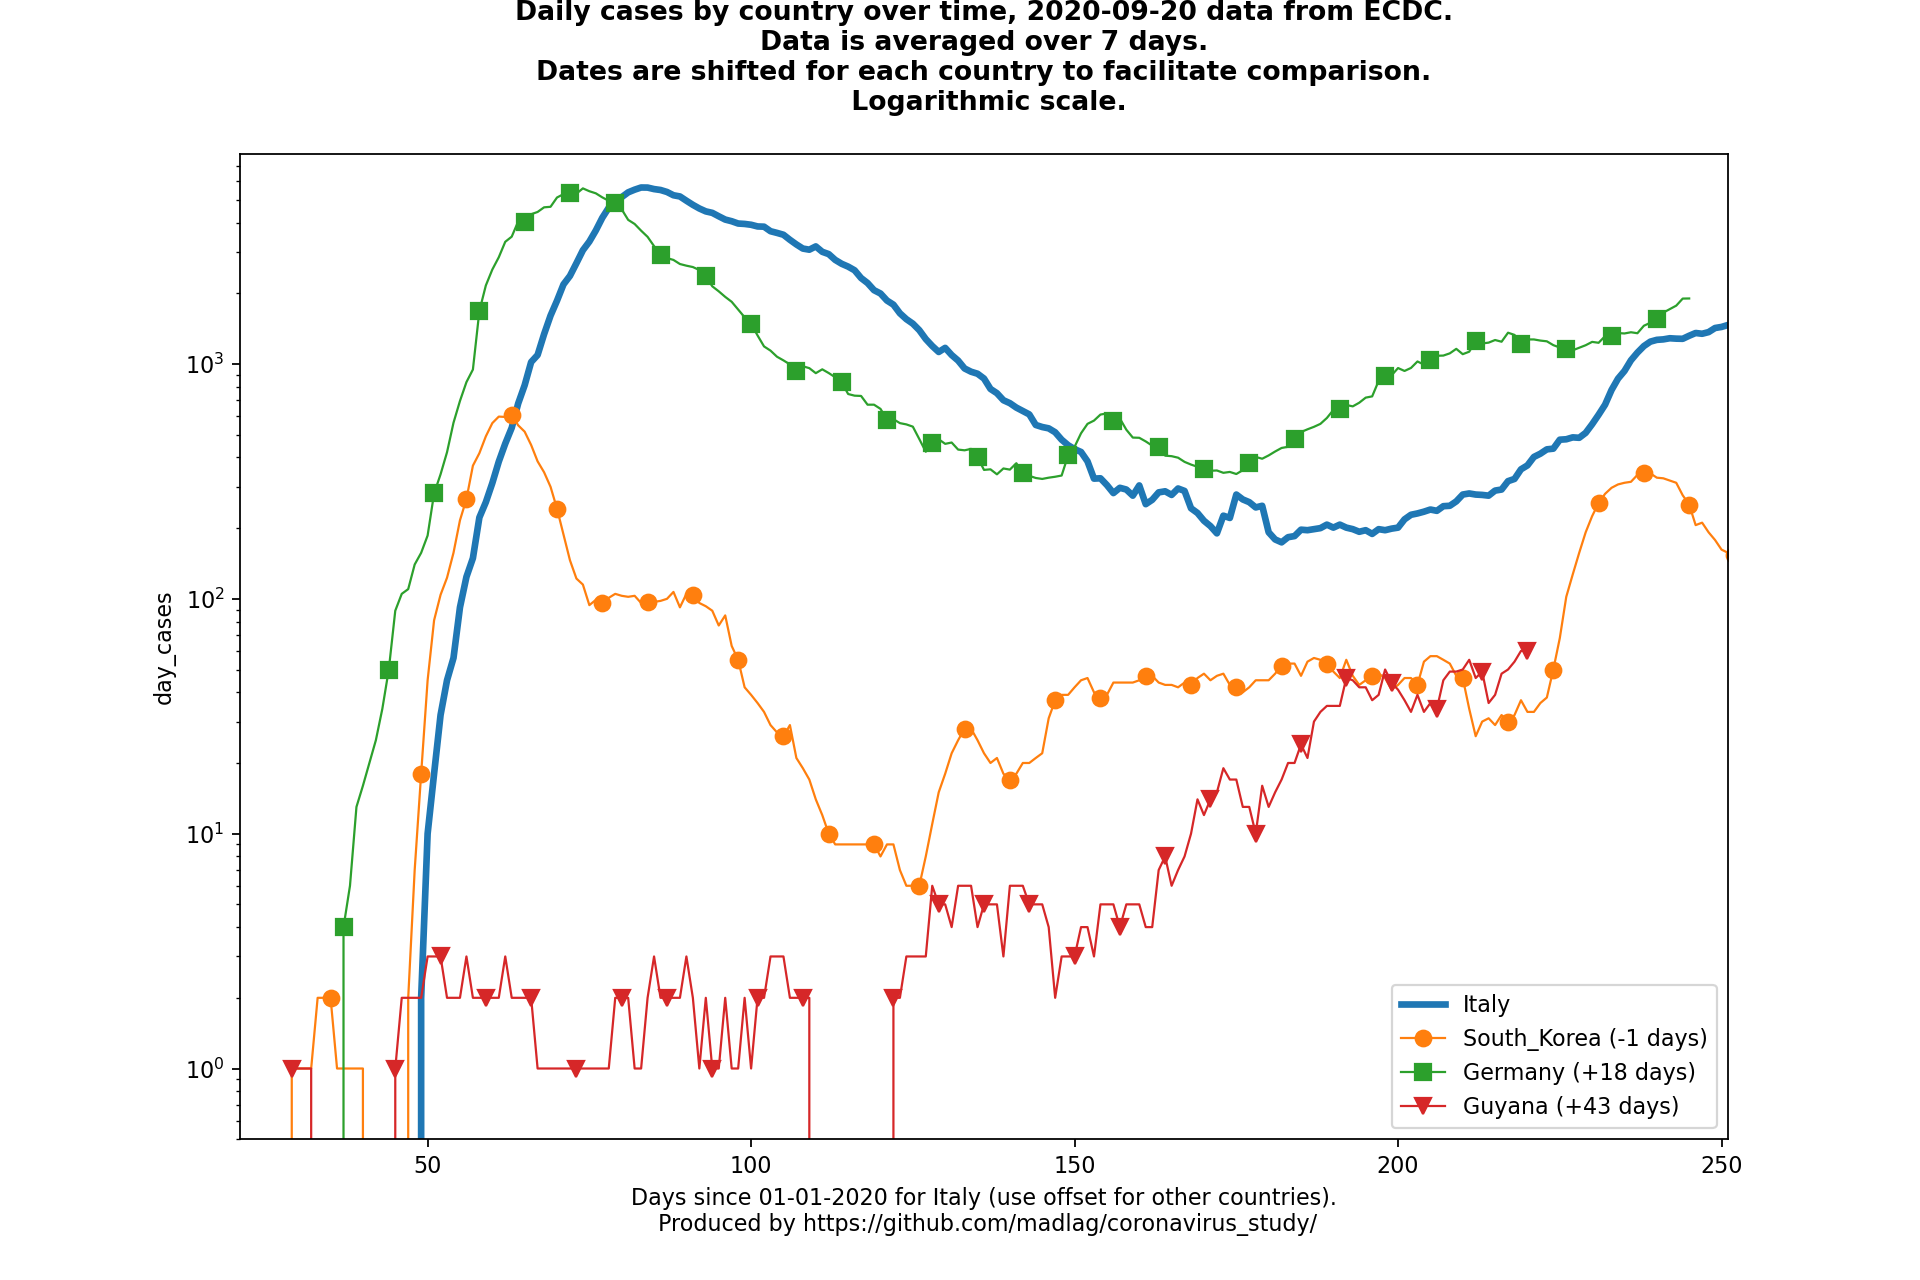 Daily cases by country over time, 2020-09-20 data from ECDC.
Data is averaged over 7 days.
Dates are shifted for each country to facilitate comparison.
Logarithmic scale.
day_cases
10³
10²
10¹
10⁰
50
100
150
200
250
Italy
South_Korea (-1 days)
Germany (+18 days)
Guyana (+43 days)
Days since 01-01-2020 for Italy (use offset for other countries).
Produced by https://github.com/madlag/coronavirus_study/